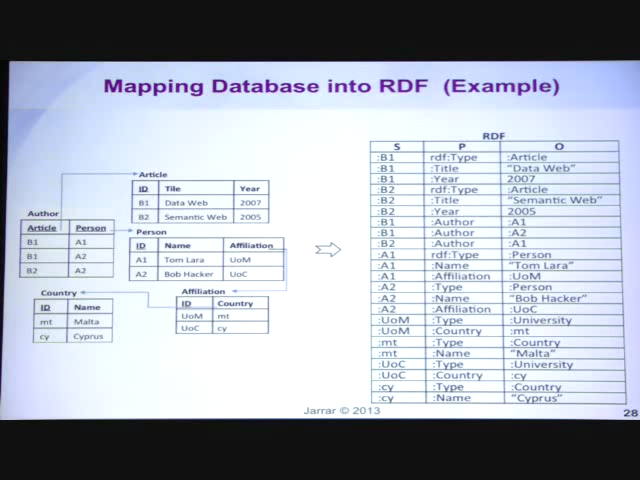 Mapping Database into RDF (Example)
Article
ID Tile Year
B1 Data Web 2007
B2 Semantic Web 2005
Author
Article Person
B1 A1
B1 A2
B2 A2
Person
ID Name Affiliation
A1 Tom Lara UoM
A2 Bob Hacker UoC
Country
ID Name
mt Malta
cy Cyprus
Affiliation
ID Country
UoM mt
UoC cy
RDF
S P O
:B1 rdf:Type :Article
:B1 :Title "Data Web"
:B1 :Year 2007
:B2 rdf:Type :Article
:B2 :Title "Semantic Web"
:B2 :Year 2005
:B1 :Author :A1
:B1 :Author :A2
:B2 :Author :A1
:A1 rdf:Type :Person
:A1 :Name "Tom Lara"
:A1 :Affiliation :UoM
:A2 :Type :Person
:A2 :Name "Bob Hacker"
:A2 :Affiliation :UoC
:UoM :Type :University
:UoM :Country :mt
:mt :Type :Country
:mt :Name "Malta"
:UoC :Type :University
:UoC :Country :cy
:cy :Type :Country
:cy :Name "Cyprus"
Jarrar © 2013
28